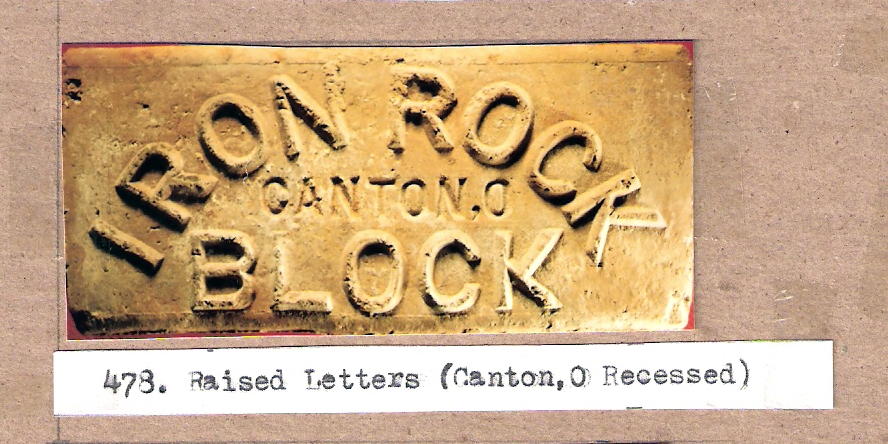 IRON ROCK
CANTON,O
BLOCK
478. Raised Letters (Canton,O Recessed)